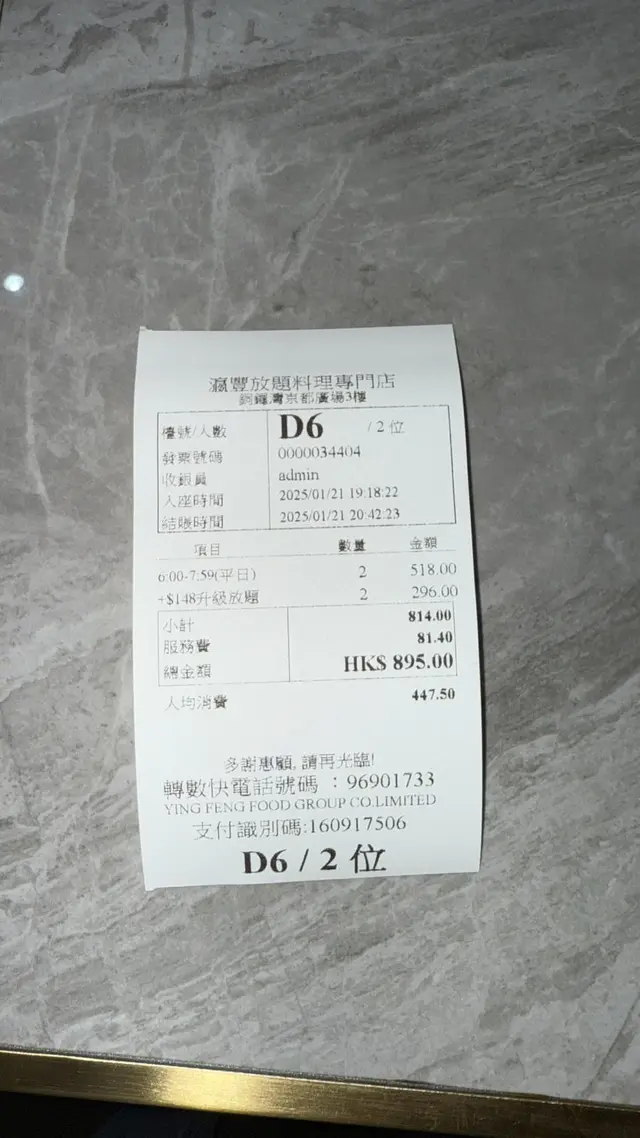 瀛豐放題料理專門店
銅鑼灣京都廣場3樓
檯號/人數 D6 / 2 位
發票號碼 0000034404
收銀員 admin
入座時間 2025/01/21 19:18:22
結賬時間 2025/01/21 20:42:23
項目 數量 金額
6:00-7:59(平日) 2 518.00
+$148升級放題 2 296.00
小計 814.00
服務費 81.40
總金額 HK$ 895.00
人均消費 447.50
多謝惠顧, 請再光臨!
轉數快電話號碼 : 96901733
YING FENG FOOD GROUP CO.LIMITED
支付識別碼:160917506
D6 / 2 位